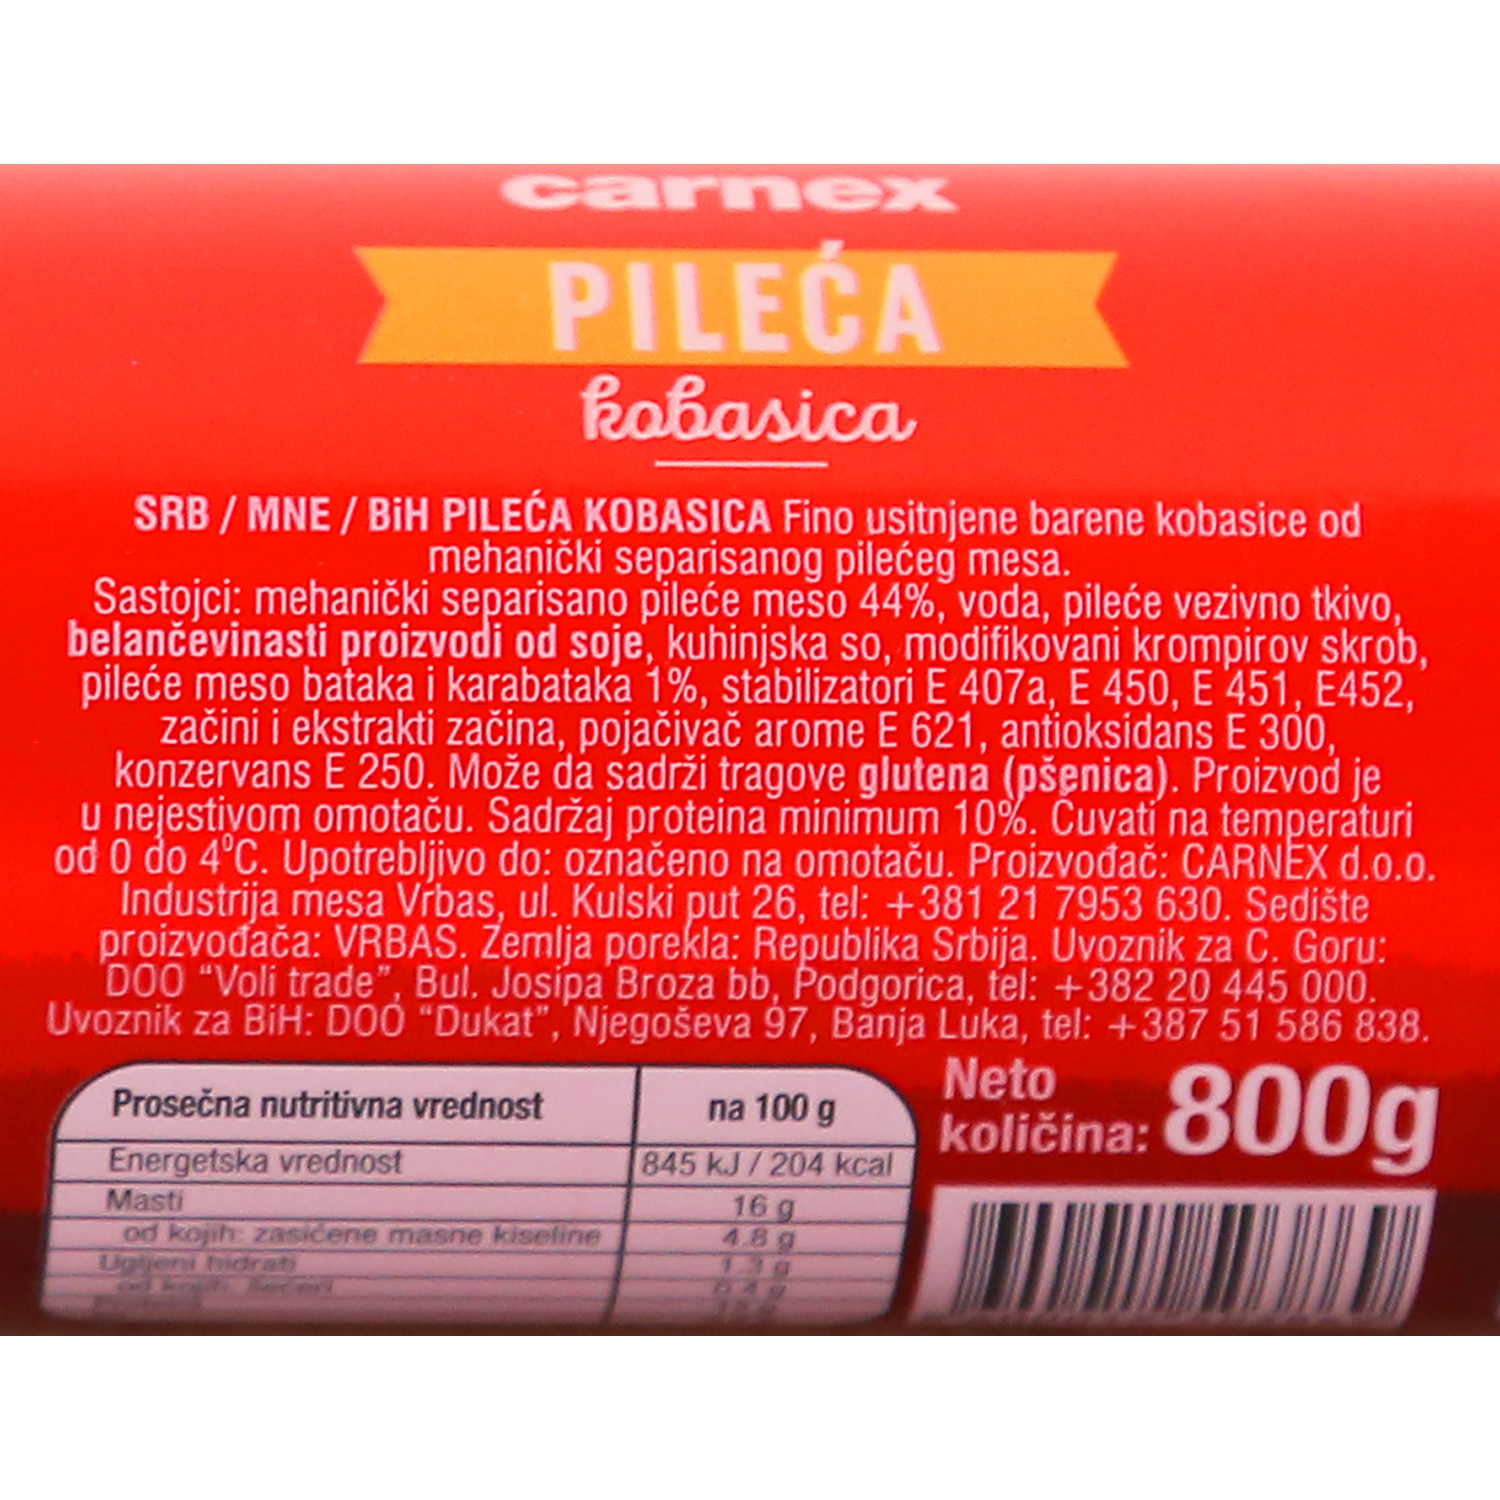 carnex
PILEĆA
kobasica
SRB / MNE / BiH PILEĆA KOBASICA Fino usitnjene barene kobasice od
mehanički separisanog pilećeg mesa.
Sastojci: mehanički separisano pileće meso 44%, voda, pileće vezivno tkivo,
belančevinasti proizvodi od soje, kuhinjska so, modifikovani krompirov skrob,
pileće meso bataka i karabataka 1%, stabilizatori E 407a, E 450, E 451, E452,
začini i ekstrakti začina, pojačivač arome E 621, antioksidans E 300,
konzervans E 250. Može da sadrži tragove glutena (pšenica). Proizvod je
u nejestivom omotaču. Sadržaj proteina minimum 10%. Čuvati na temperaturi
od 0 do 4°C. Upotrebljivo do: označeno na omotaču. Proizvođač: CARNEX d.o.o.
Industrija mesa Vrbas, ul. Kulski put 26, tel: +381 21 7953 630. Sedište
proizvođača: VRBAS. Zemlja porekla: Republika Srbija. Uvoznik za C. Goru:
DOO "Voli trade", Bul. Josipa Broza bb, Podgorica, tel: +382 20 445 000.
Uvoznik za BiH: DOO "Dukat", Njegoševa 97, Banja Luka, tel: +387 51 586 838.
Neto
količina: 800g
Prosečna nutritivna vrednost na 100 g
Energetska vrednost 845 kJ / 204 kcal
Masti 16 g
od kojih: zasićene masne kiseline 4.8 g
Ugljeni hidrati 1.3 g
od kojih: šećeri 0.4 g